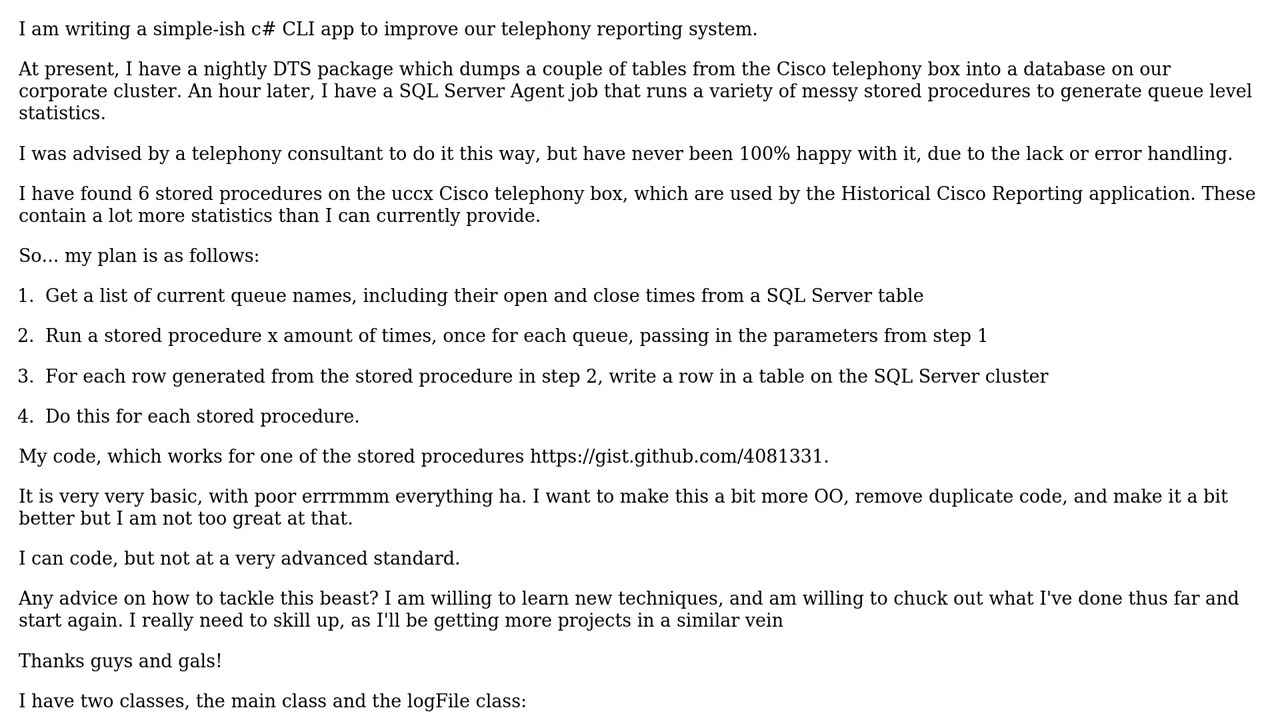 I am writing a simple-ish c# CLI app to improve our telephony reporting system.
At present, I have a nightly DTS package which dumps a couple of tables from the Cisco telephony box into a database on our
corporate cluster. An hour later, I have a SQL Server Agent job that runs a variety of messy stored procedures to generate queue level
statistics.
I was advised by a telephony consultant to do it this way, but have never been 100% happy with it, due to the lack or error handling.
I have found 6 stored procedures on the uccx Cisco telephony box, which are used by the Historical Cisco Reporting application. These
contain a lot more statistics than I can currently provide.
So... my plan is as follows:
1. Get a list of current queue names, including their open and close times from a SQL Server table
2. Run a stored procedure x amount of times, once for each queue, passing in the parameters from step 1
3. For each row generated from the stored procedure in step 2, write a row in a table on the SQL Server cluster
4. Do this for each stored procedure.
My code, which works for one of the stored procedures https://gist.github.com/4081331.
It is very very basic, with poor errrmmm everything ha. I want to make this a bit more OO, remove duplicate code, and make it a bit
better but I am not too great at that.
I can code, but not at a very advanced standard.
Any advice on how to tackle this beast? I am willing to learn new techniques, and am willing to chuck out what I've done thus far and
start again. I really need to skill up, as I'll be getting more projects in a similar vein
Thanks guys and gals!
I have two classes, the main class and the logFile class: